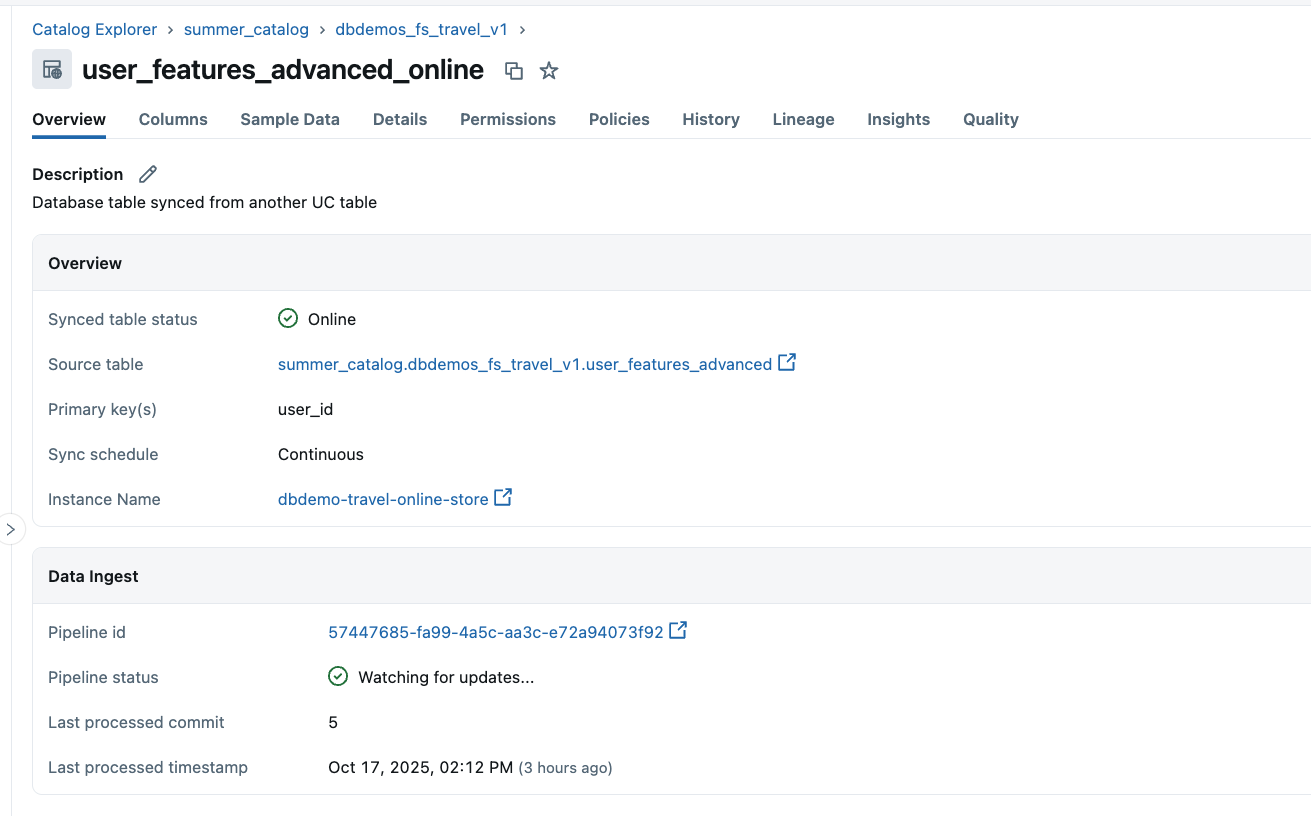 Catalog Explorer > summer_catalog > dbdemos_fs_travel_v1 >
user_features_advanced_online
Overview Columns Sample Data Details Permissions Policies History Lineage Insights Quality
Description
Database table synced from another UC table
Overview
Synced table status Online
Source table summer_catalog.dbdemos_fs_travel_v1.user_features_advanced
Primary key(s) user_id
Sync schedule Continuous
Instance Name dbdemo-travel-online-store
Data Ingest
Pipeline id 57447685-fa99-4a5c-aa3c-e72a94073f92
Pipeline status Watching for updates...
Last processed commit 5
Last processed timestamp Oct 17, 2025, 02:12 PM (3 hours ago)